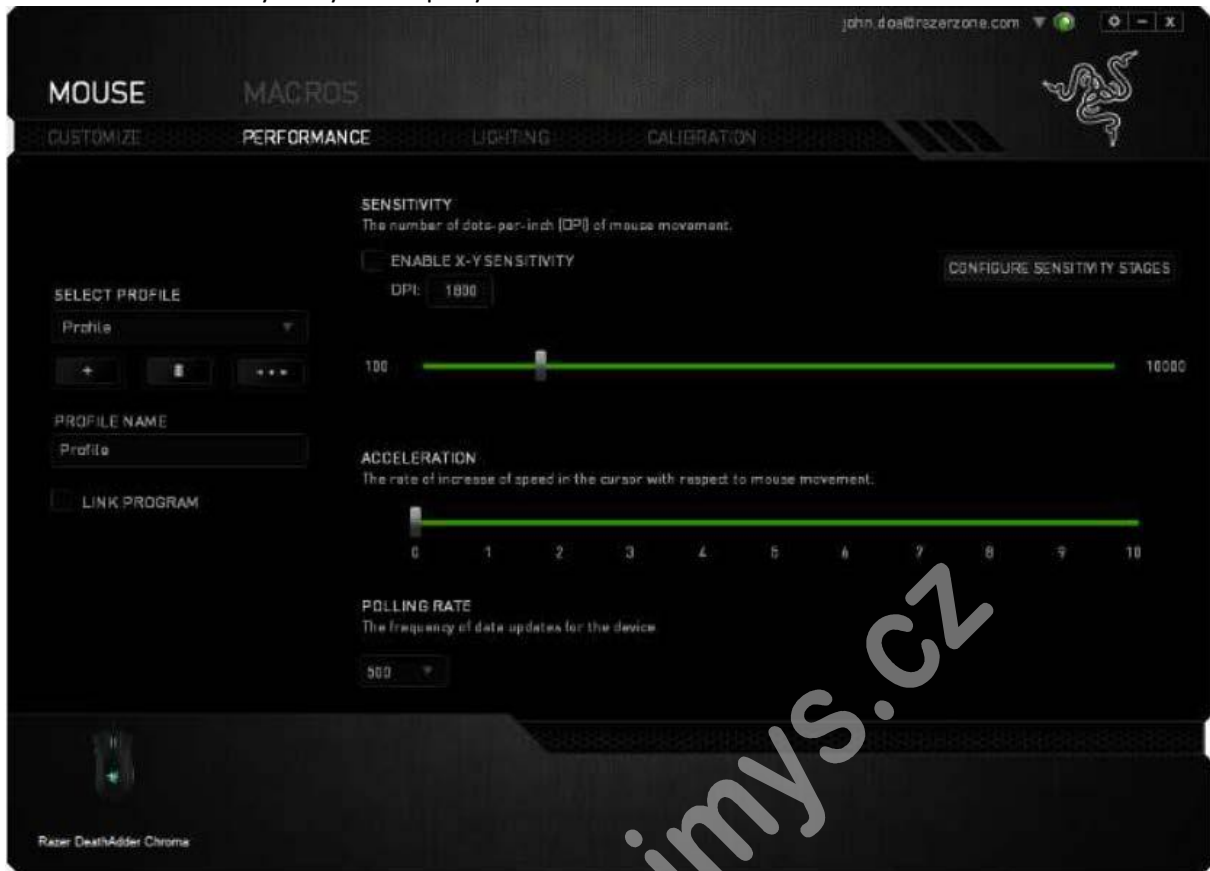 john.doe@razerzone.com
MOUSE MACROS
CUSTOMIZE PERFORMANCE LIGHTING CALIBRATION
SENSITIVITY
The number of dots-per-inch (DPI) of mouse movement.
ENABLE X-Y SENSITIVITY
CONFIGURE SENSITIVITY STAGES
DPI: 1800
SELECT PROFILE
Profile
100 10000
PROFILE NAME
Profile
ACCELERATION
The rate of increase of speed in the cursor with respect to mouse movement.
LINK PROGRAM
0 1 2 3 4 5 6 7 8 9 10
POLLING RATE
The frequency of data updates for the device
500
Razer DeathAdder Chroma
imys.cz